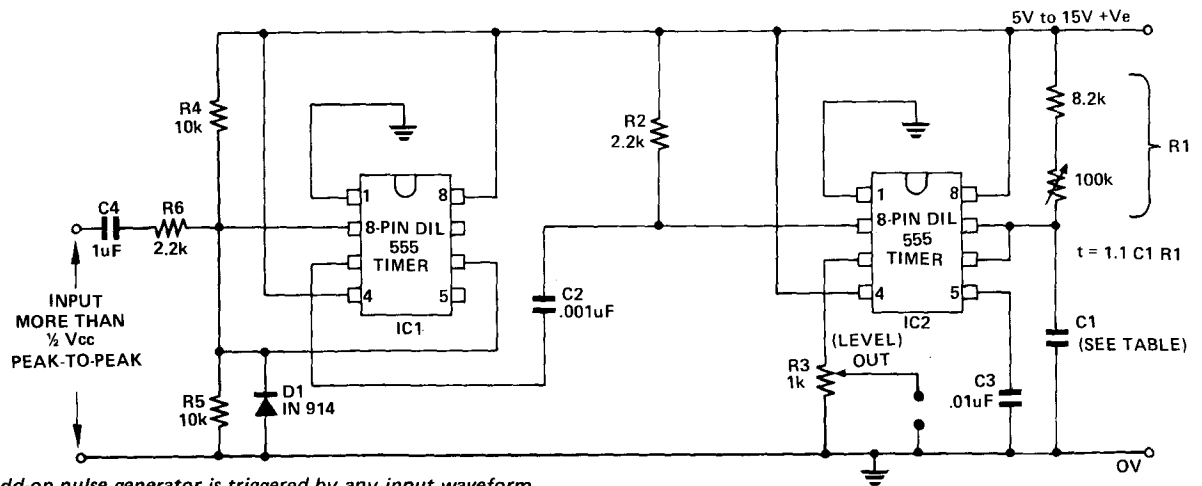 5V to 15V +Ve
R4
10k
C4
1uF
R6
2.2k
1
8
8-PIN DIL
555
TIMER
4
5
IC1
R2
2.2k
C2
.001uF
1
8
8-PIN DIL
555
TIMER
4
5
IC2
8.2k
100k
R1
t = 1.1 C1 R1
C1
(SEE TABLE)
INPUT
MORE THAN
½ Vcc
PEAK-TO-PEAK
R5
10k
D1
IN 914
(LEVEL)
OUT
R3
1k
C3
.01uF
OV
dd-on pulse generator is triggered by any input waveform